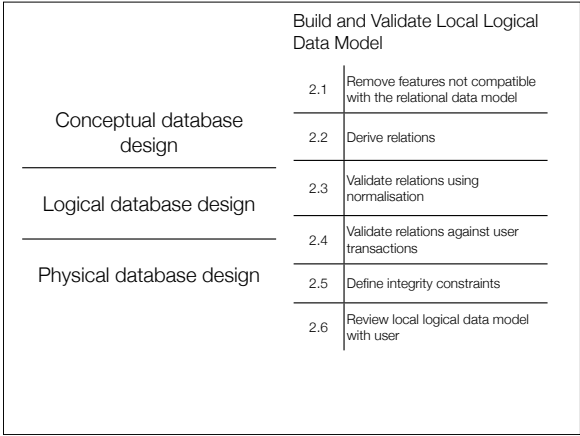 Build and Validate Local Logical
Data Model
Conceptual database
design
Logical database design
Physical database design
2.1 Remove features not compatible
with the relational data model
2.2 Derive relations
2.3 Validate relations using
normalisation
2.4 Validate relations against user
transactions
2.5 Define integrity constraints
2.6 Review local logical data model
with user